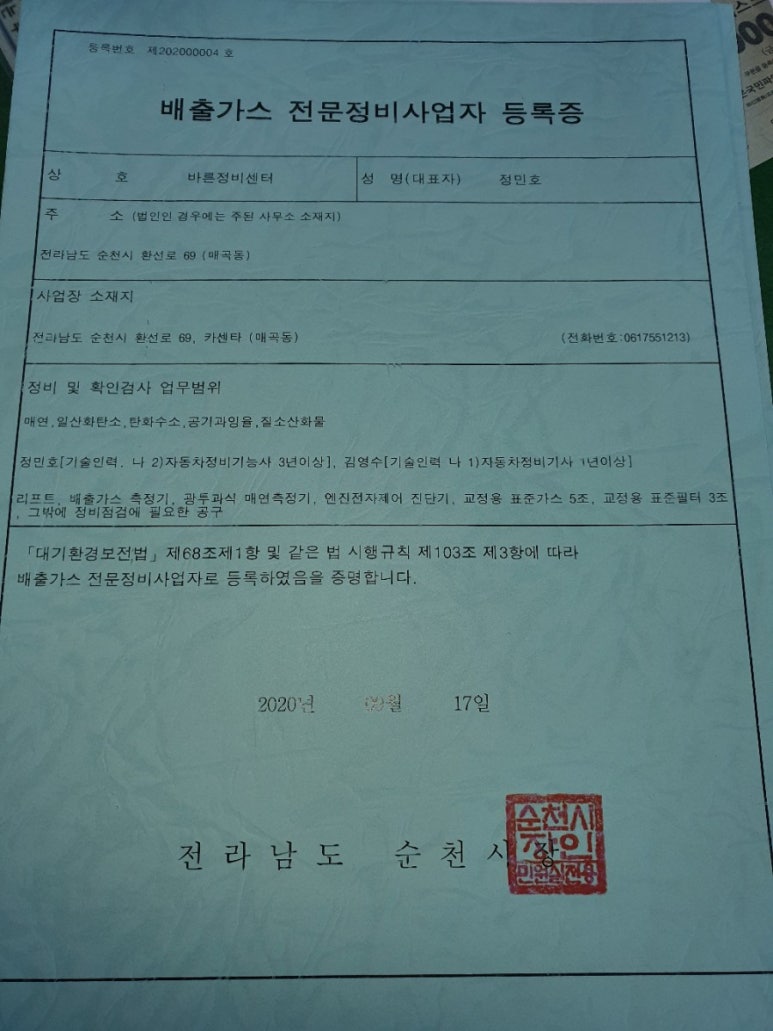 등록번호 제202000004 호
배출가스 전문정비사업자 등록증
상 호 바른정비센터 성 명(대표자) 정민호
주 소 (법인인 경우에는 주된 사무소 소재지)
전라남도 순천시 환선로 69 (매곡동)
사업장 소재지
전라남도 순천시 환선로 69, 카센타 (매곡동) (전화번호:0617551213)
정비 및 확인검사 업무범위
매연,일산화탄소,탄화수소,공기과잉율,질소산화물
정민호[기술인력. 나 2)자동차정비기능사 3년이상], 김영수[기술인력 나 1)자동차정비기사 1년이상]
리프트, 배출가스 측정기, 광투과식 매연측정기, 엔진전자제어 진단기, 교정용 표준가스 5조, 교정용 표준필터 3조
, 그밖에 정비점검에 필요한 공구
「대기환경보전법」 제68조제1항 및 같은 법 시행규칙 제103조 제3항에 따라
배출가스 전문정비사업자로 등록하였음을 증명합니다.
2020년 09월 17일
전라남도 순천시장
순천시
장인
민원실전용